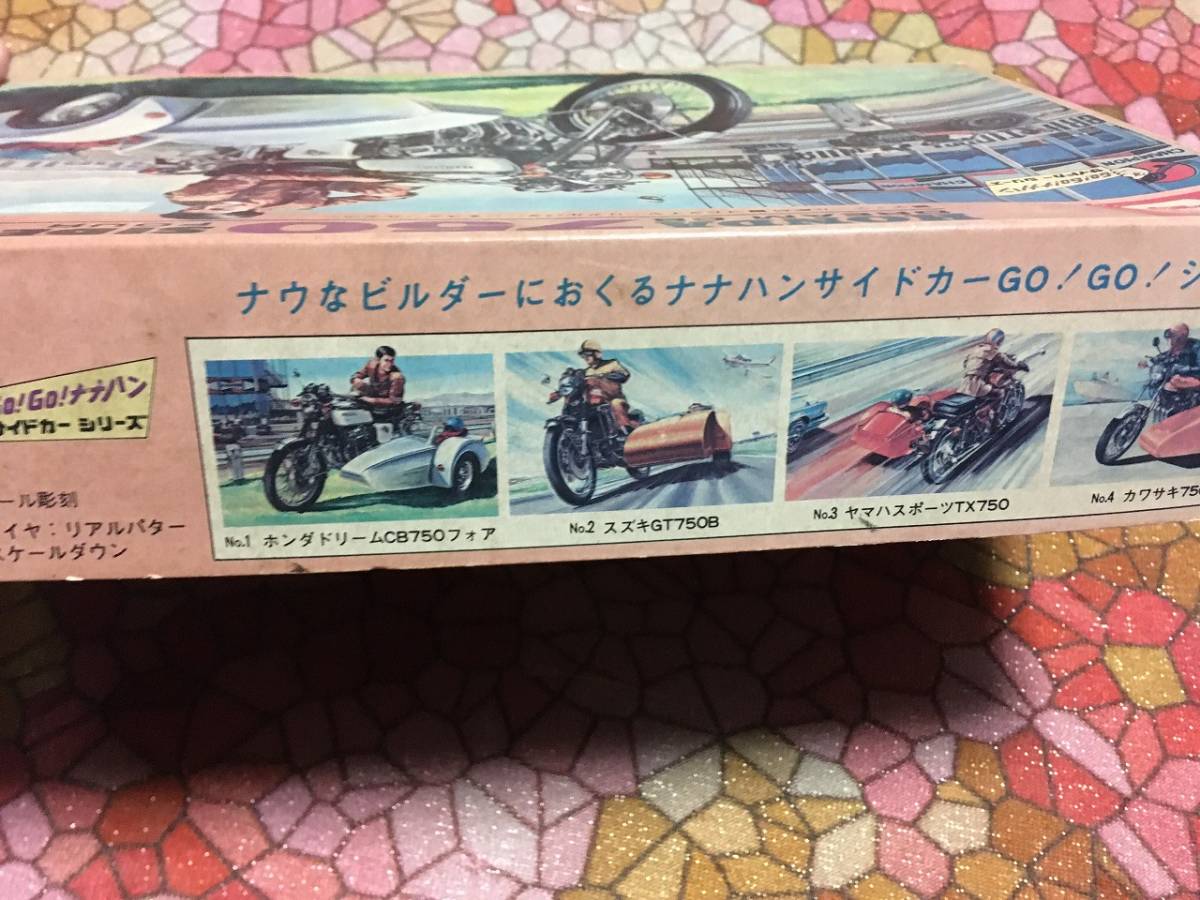 ナウなビルダーにおくるナナハンサイドカーGO!GO!シ
Go!Go!ナナハン
サイドカー シリーズ
ール彫刻
イヤ:リアルパター
スケールダウン
No.1 ホンダドリームCB750フォア
No.2 スズキGT750B
No.3 ヤマハスポーツTX750
No.4 カワサキ750